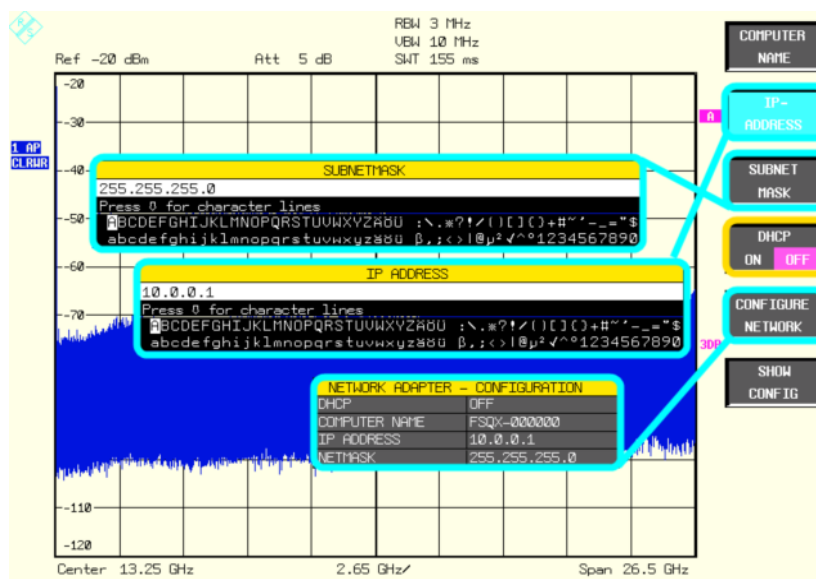 RBW 3 MHz
VBW 10 MHz
Ref -20 dBm Att 5 dB SWT 155 ms
COMPUTER
NAME
-20
IP-
ADDRESS
A
-30
1 AP
CLRWR
-40
SUBNETMASK
255.255.255.0
Press ⇩ for character lines
ABCDEFGHIJKLMNOPQRSTUVWXYZÄÖÜ :\.*?!/()[]{}+#~´-_="$
abcdefghijklmnopqrstuvwxyzäöü β,;<>|@µ²√^°1234567890
SUBNET
MASK
-50
DHCP
ON OFF
-60
IP ADDRESS
10.0.0.1
Press ⇩ for character lines
ABCDEFGHIJKLMNOPQRSTUVWXYZÄÖÜ :\.*?!/()[]{}+#~´-_="$
abcdefghijklmnopqrstuvwxyzäöü β,;<>|@µ²√^°1234567890
-70
CONFIGURE
NETWORK
3DB
SHOW
CONFIG
NETWORK ADAPTER - CONFIGURATION
DHCP OFF
COMPUTER NAME FSQX-000000
IP ADDRESS 10.0.0.1
NETMASK 255.255.255.0
-110
-120
Center 13.25 GHz 2.65 GHz/ Span 26.5 GHz